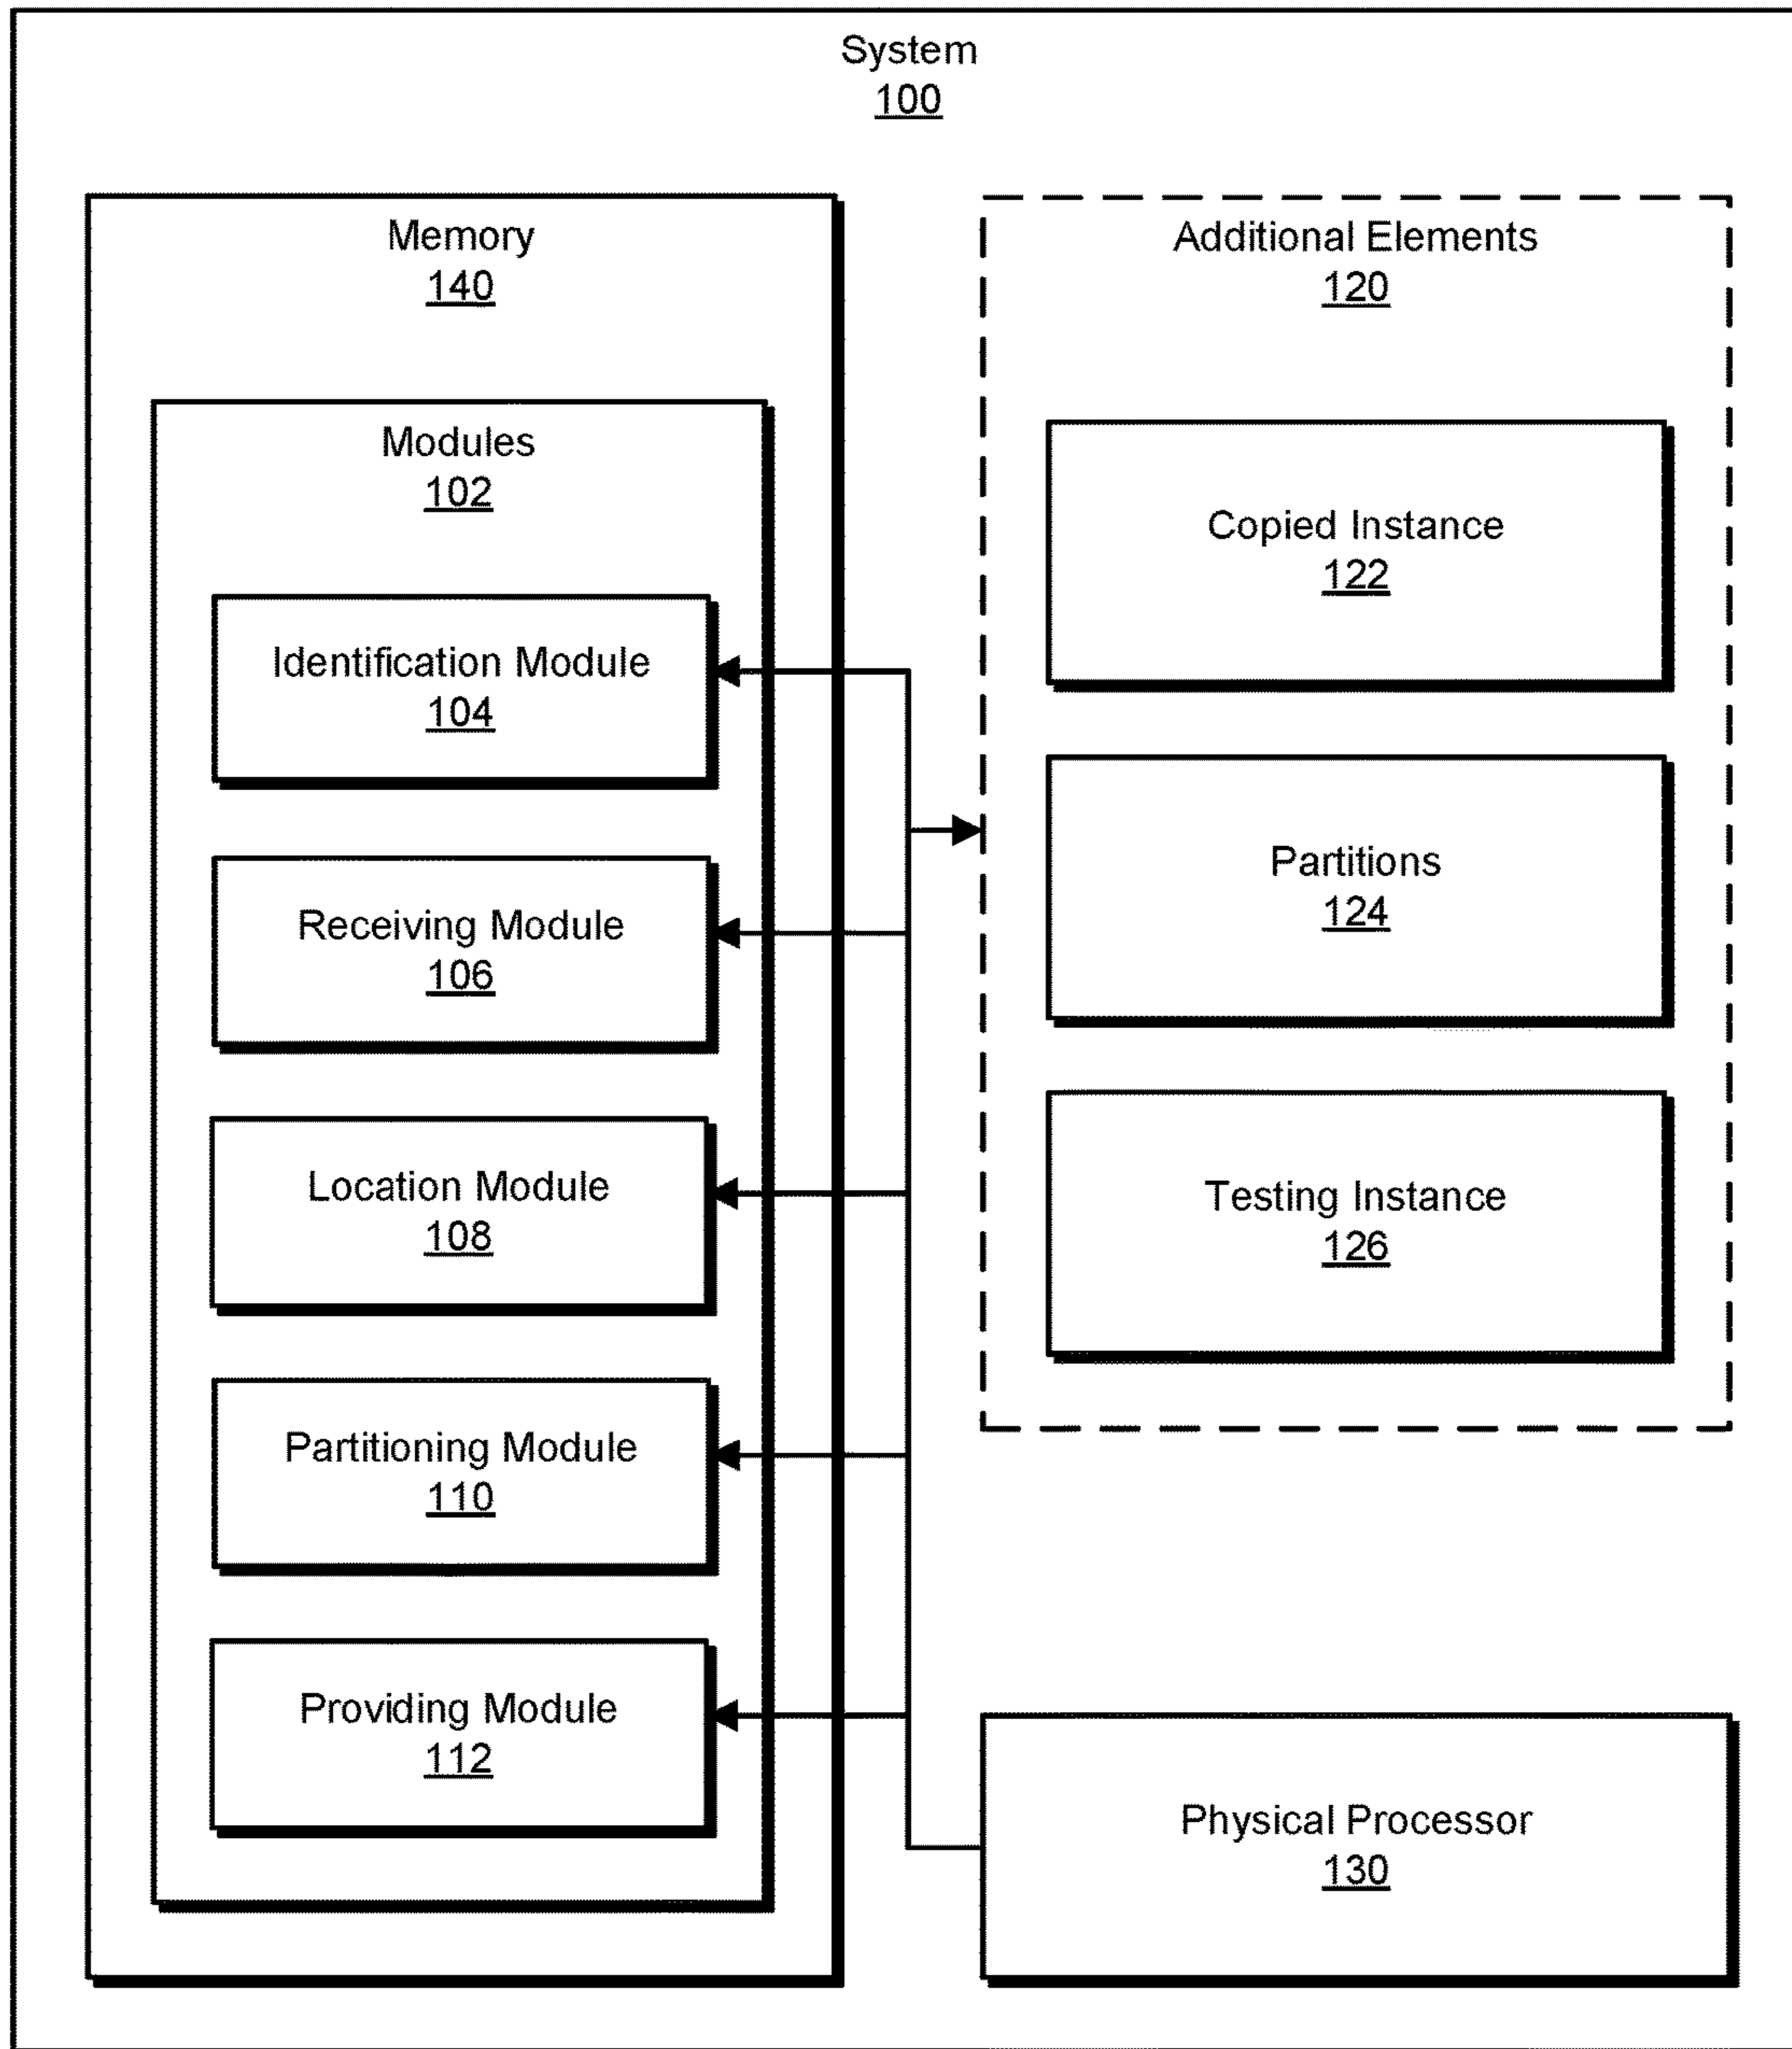 System
100
Memory
140
Modules
102
Identification Module
104
Receiving Module
106
Location Module
108
Partitioning Module
110
Providing Module
112
Additional Elements
120
Copied Instance
122
Partitions
124
Testing Instance
126
Physical Processor
130